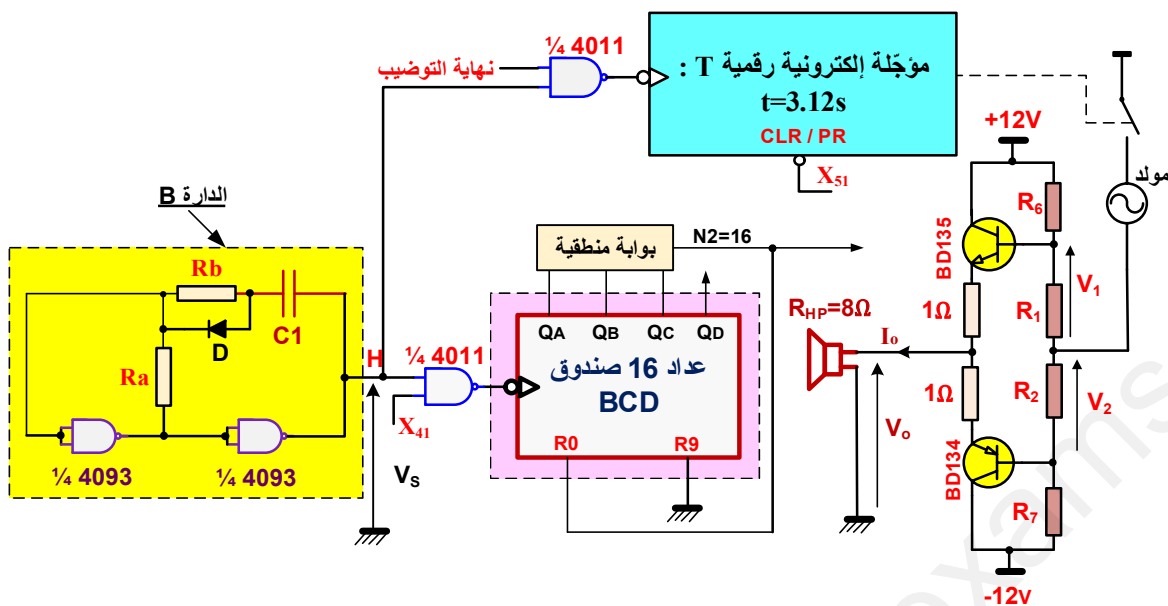 ¼ 4011
نهاية التوضيب
مؤجّلة إلكترونية رقمية T :
t=3.12s
CLR / PR
X51
+12V
مولد
R6
BD135
V1
1Ω
R1
الدارة B
Rb
D
C1
Ra
¼ 4093
¼ 4093
H
VS
¼ 4011
X41
بوابة منطقية
N2=16
QA
QB
QC
QD
عداد 16 صندوق
BCD
R0
R9
RHP=8Ω
Io
Vo
1Ω
R2
V2
BD134
R7
-12V
exams